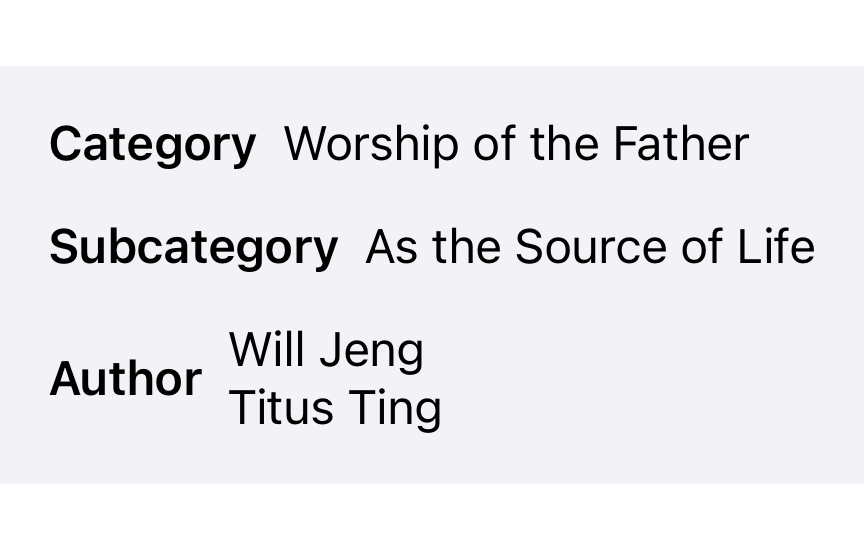 Category Worship of the Father
Subcategory As the Source of Life
Author Will Jeng
Titus Ting